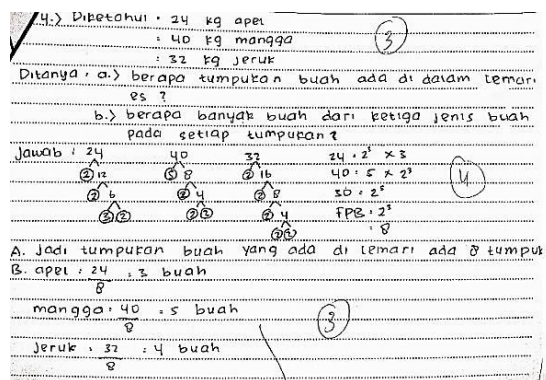 4.) Diketahui : 24 kg apel
: 40 kg mangga
3
: 32 kg jeruk
Ditanya : a.) berapa tumpukan buah ada di dalam lemari
es ?
b.) berapa banyak buah dari ketiga jenis buah
pada setiap tumpukan ?
Jawab : 24 40 32 24 : 2³ × 3
2 12 5 8 2 16 40 : 5 × 2³
2 6 2 4 2 8 30 : 2⁵
3 2 2 2 2 4 FPB : 2³
2 2 : 8
4
A. Jadi tumpukan buah yang ada di lemari ada 8 tumpuk
B. apel : 24/8 : 3 buah
mangga : 40/8 : 5 buah
3
Jeruk : 32/8 : 4 buah